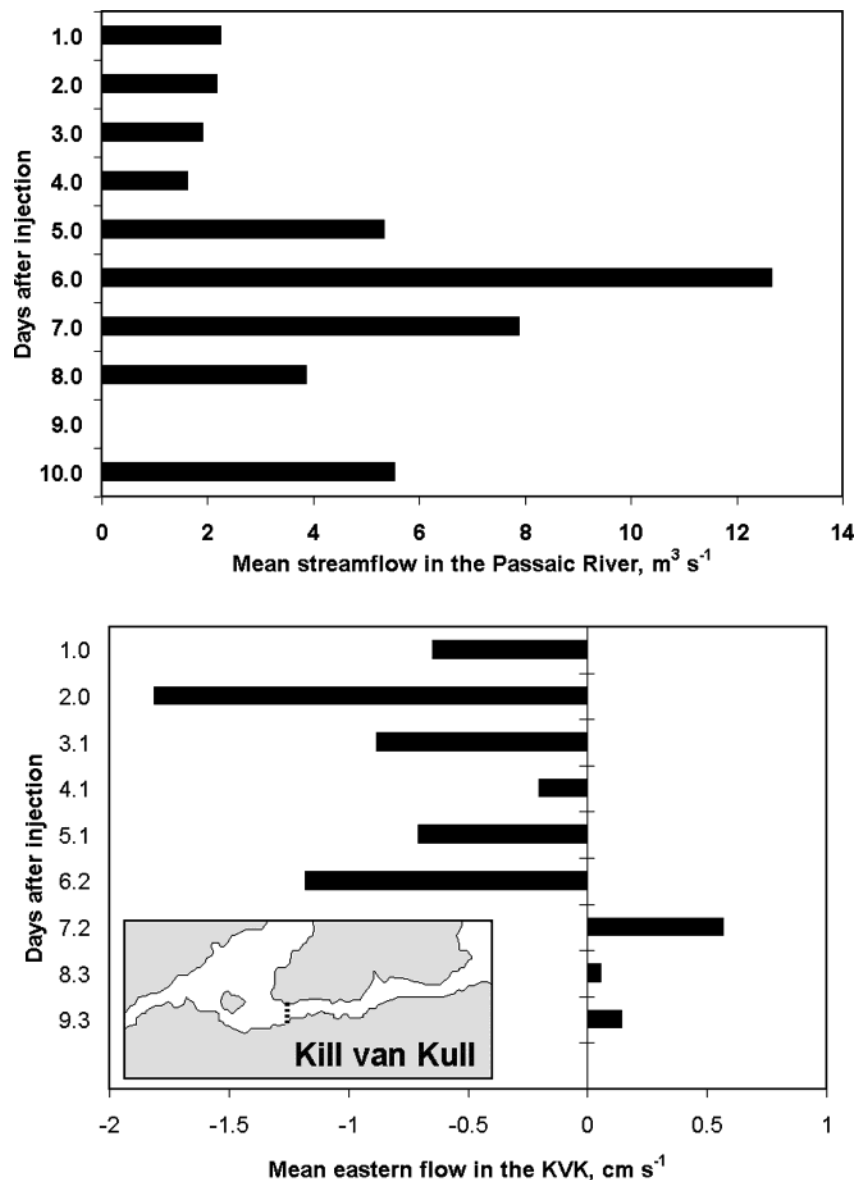 Days after injection
1.0
2.0
3.0
4.0
5.0
6.0
7.0
8.0
9.0
10.0
0 2 4 6 8 10 12 14
Mean streamflow in the Passaic River, m³ s⁻¹
Days after injection
1.0
2.0
3.1
4.1
5.1
6.2
7.2
8.3
9.3
Kill van Kull
-2 -1.5 -1 -0.5 0 0.5 1
Mean eastern flow in the KVK, cm s⁻¹